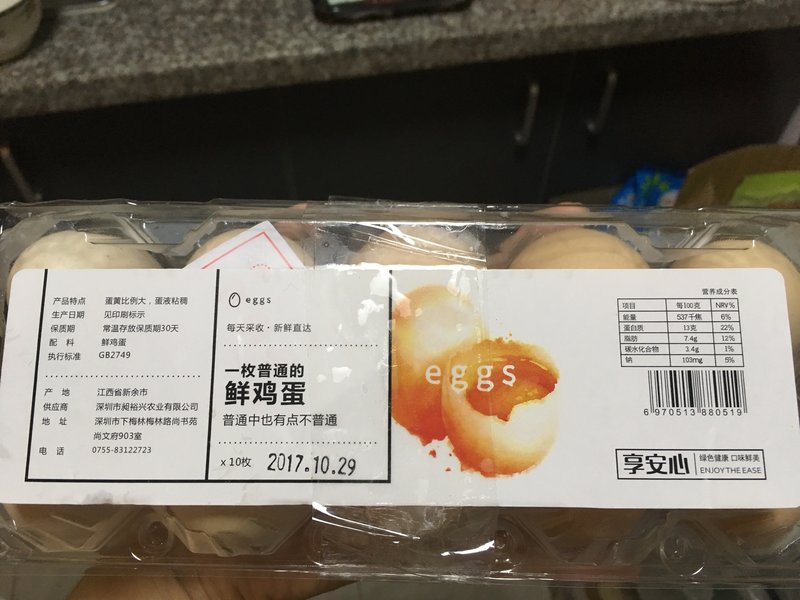 产品特点 蛋黄比例大，蛋液粘稠
生产日期 见印刷标示
保质期 常温存放保质期30天
配 料 鲜鸡蛋
执行标准 GB2749
产 地 江西省新余市
供应商 深圳市昶裕兴农业有限公司
地 址 深圳市下梅林梅林路尚书苑
尚文府903室
电 话 0755-83122723
eggs
每天采收·新鲜直达
一枚普通的
鲜鸡蛋
普通中也有点不普通
x 10枚 2017.10.29
eggs
营养成分表
项目 每100克 NRV%
能量 537千焦 6%
蛋白质 13克 22%
脂肪 7.4g 12%
碳水化合物 3.4g 1%
钠 103mg 5%
6970513880519
享安心 绿色健康 口味鲜美
ENJOY THE EASE